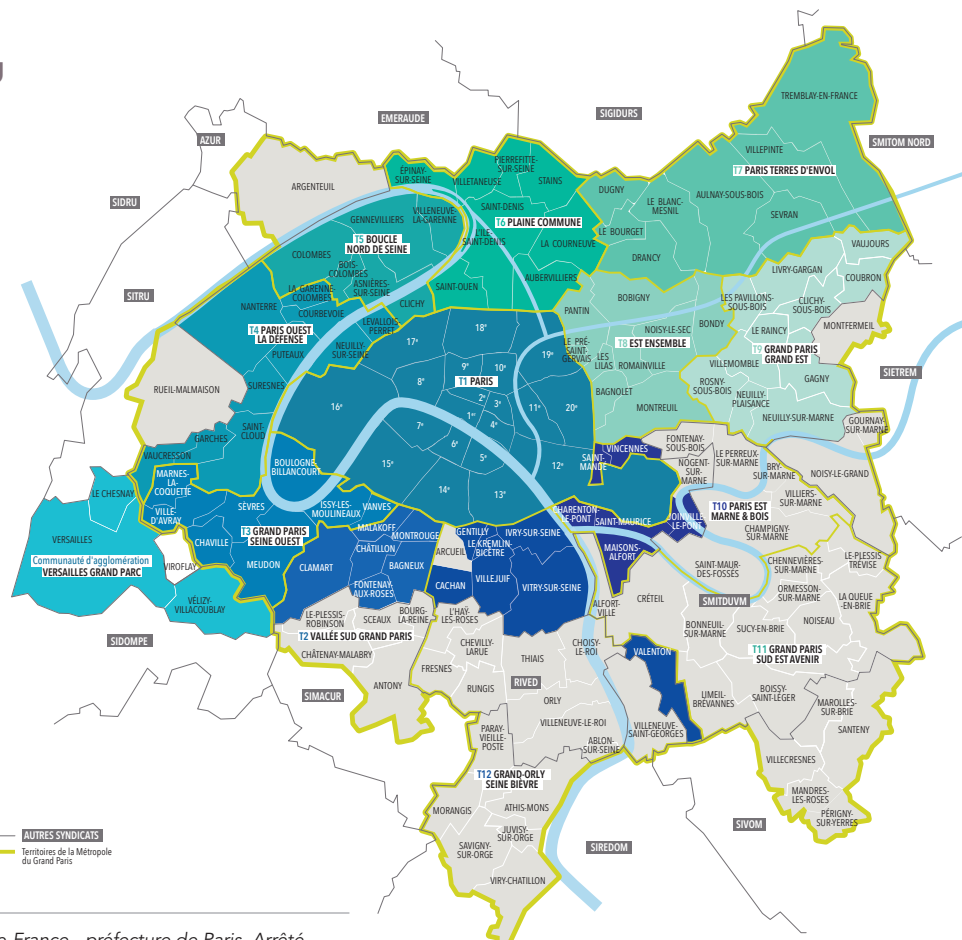 EMERAUDE
SIGIDURS
AZUR
SMITOM NORD
SIDRU
SITRU
SIETREM
SIDOMPE
SIMACUR
RIVED
SMITDUVM
SIVOM
SIREDOM
TREMBLAY-EN-FRANCE
VILLEPINTE
T7 PARIS TERRES D'ENVOL
AULNAY-SOUS-BOIS
LE BLANC-
MESNIL
SEVRAN
DUGNY
LE BOURGET
DRANCY
ARGENTEUIL
ÉPINAY-
SUR-SEINE
PIERREFITTE-
SUR-SEINE
VILLETANEUSE
STAINS
SAINT-DENIS
T6 PLAINE COMMUNE
L'ILE-
SAINT-DENIS
LA COURNEUVE
AUBERVILLIERS
SAINT-OUEN
GENNEVILLIERS
VILLENEUVE-
LA-GARENNE
T5 BOUCLE
NORD DE SEINE
COLOMBES
BOIS-
COLOMBES
ASNIÈRES-
SUR-SEINE
CLICHY
LA-GARENNE-
COLOMBES
NANTERRE
COURBEVOIE
T4 PARIS OUEST
LA DÉFENSE
LEVALLOIS-
PERRET
NEUILLY-
SUR-SEINE
PUTEAUX
SURESNES
RUEIL-MALMAISON
SAINT-
CLOUD
GARCHES
VAUCRESSON
VAUJOURS
LIVRY-GARGAN
COUBRON
CLICHY-
SOUS-BOIS
LES PAVILLONS-
SOUS-BOIS
MONTFERMEIL
LE RAINCY
T9 GRAND PARIS
GRAND EST
VILLEMOMBLE
GAGNY
ROSNY-
SOUS-BOIS
NEUILLY-
PLAISANCE
NEUILLY-SUR-MARNE
GOURNAY-
SUR-MARNE
PANTIN
BOBIGNY
BONDY
NOISY-LE-SEC
T8 EST ENSEMBLE
LE PRÉ-
SAINT-
GERVAIS
LES
LILAS
ROMAINVILLE
BAGNOLET
MONTREUIL
T1 PARIS
1er
2e
3e
4e
5e
6e
7e
8e
9e
10e
11e
12e
13e
14e
15e
16e
17e
18e
19e
20e
MARNES-
LA-
COQUETTE
VILLE-
D'AVRAY
SÈVRES
BOULOGNE-
BILLANCOURT
ISSY-LES-
MOULINEAUX
VANVES
T3 GRAND PARIS
SEINE OUEST
CHAVILLE
MEUDON
LE CHESNAY
VERSAILLES
Communauté d'agglomération
VERSAILLES GRAND PARC
VIROFLAY
VÉLIZY-
VILLACOUBLAY
MALAKOFF
MONTROUGE
CHÂTILLON
CLAMART
BAGNEUX
FONTENAY-
AUX-ROSES
LE-PLESSIS-
ROBINSON
SCEAUX
BOURG-
LA-REINE
T2 VALLÉE SUD GRAND PARIS
CHÂTENAY-MALABRY
ANTONY
GENTILLY
LE KREMLIN-
BICÊTRE
IVRY-SUR-SEINE
ARCUEIL
CACHAN
VILLEJUIF
VITRY-SUR-SEINE
L'HAŸ-
LES-ROSES
CHEVILLY-
LARUE
FRESNES
THIAIS
CHOISY-
LE-ROI
RUNGIS
ORLY
VILLENEUVE-LE-ROI
ABLON-
SUR-SEINE
PARAY-
VIEILLE-
POSTE
T12 GRAND-ORLY
SEINE BIÈVRE
MORANGIS
ATHIS-MONS
JUVISY-
SUR-ORGE
SAVIGNY-
SUR-ORGE
VIRY-CHATILLON
VALENTON
VILLENEUVE-
SAINT-GEORGES
SAINT-
MANDÉ
VINCENNES
FONTENAY-
SOUS-BOIS
NOGENT-
SUR-
MARNE
LE PERREUX-
SUR-MARNE
BRY-
SUR-MARNE
NOISY-LE-GRAND
VILLIERS-
SUR-MARNE
T10 PARIS EST
MARNE & BOIS
CHARENTON-
LE-PONT
SAINT-MAURICE
JOINVILLE-
LE-PONT
CHAMPIGNY-
SUR-MARNE
MAISONS-
ALFORT
SAINT-MAUR-
DES-FOSSÉS
ALFORT-
VILLE
CRÉTEIL
CHENNEVIÈRES-
SUR-MARNE
LE-PLESSIS-
TRÉVISE
ORMESSON-
SUR-MARNE
LA QUEUE-
EN-BRIE
NOISEAU
BONNEUIL-
SUR-MARNE
SUCY-EN-BRIE
T11 GRAND PARIS
SUD EST AVENIR
LIMEIL-
BRÉVANNES
BOISSY-
SAINT-LÉGER
MAROLLES-
SUR-BRIE
SANTENY
VILLECRESNES
MANDRES-
LES-ROSES
PÉRIGNY-
SUR-YERRES
AUTRES SYNDICATS
Territoires de la Métropole
du Grand Paris